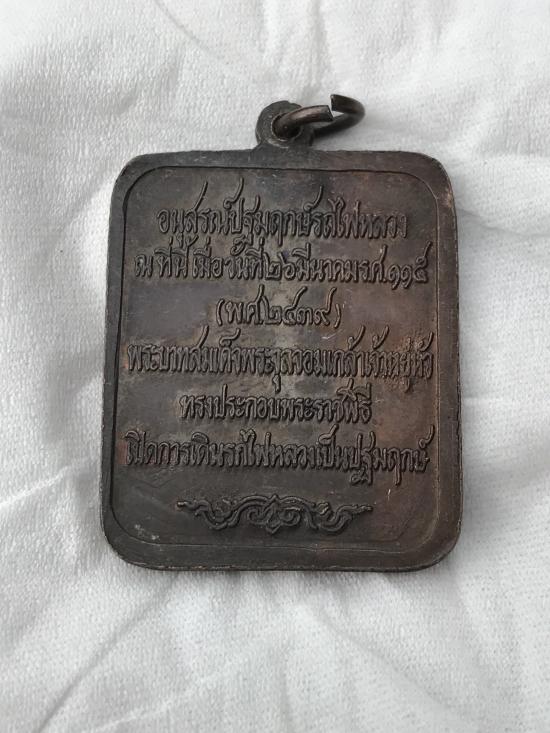 อนุสรณ์ปฐมฤกษ์รถไฟหลวง
ณ ที่นี้ เมื่อวันที่ ๒๖ มีนาคม ร.ศ. ๑๑๕
(พ.ศ. ๒๔๓๙)
พระบาทสมเด็จพระจุลจอมเกล้าเจ้าอยู่หัว
ทรงประกอบพระราชพิธี
เปิดการเดินรถไฟหลวงเป็นปฐมฤกษ์